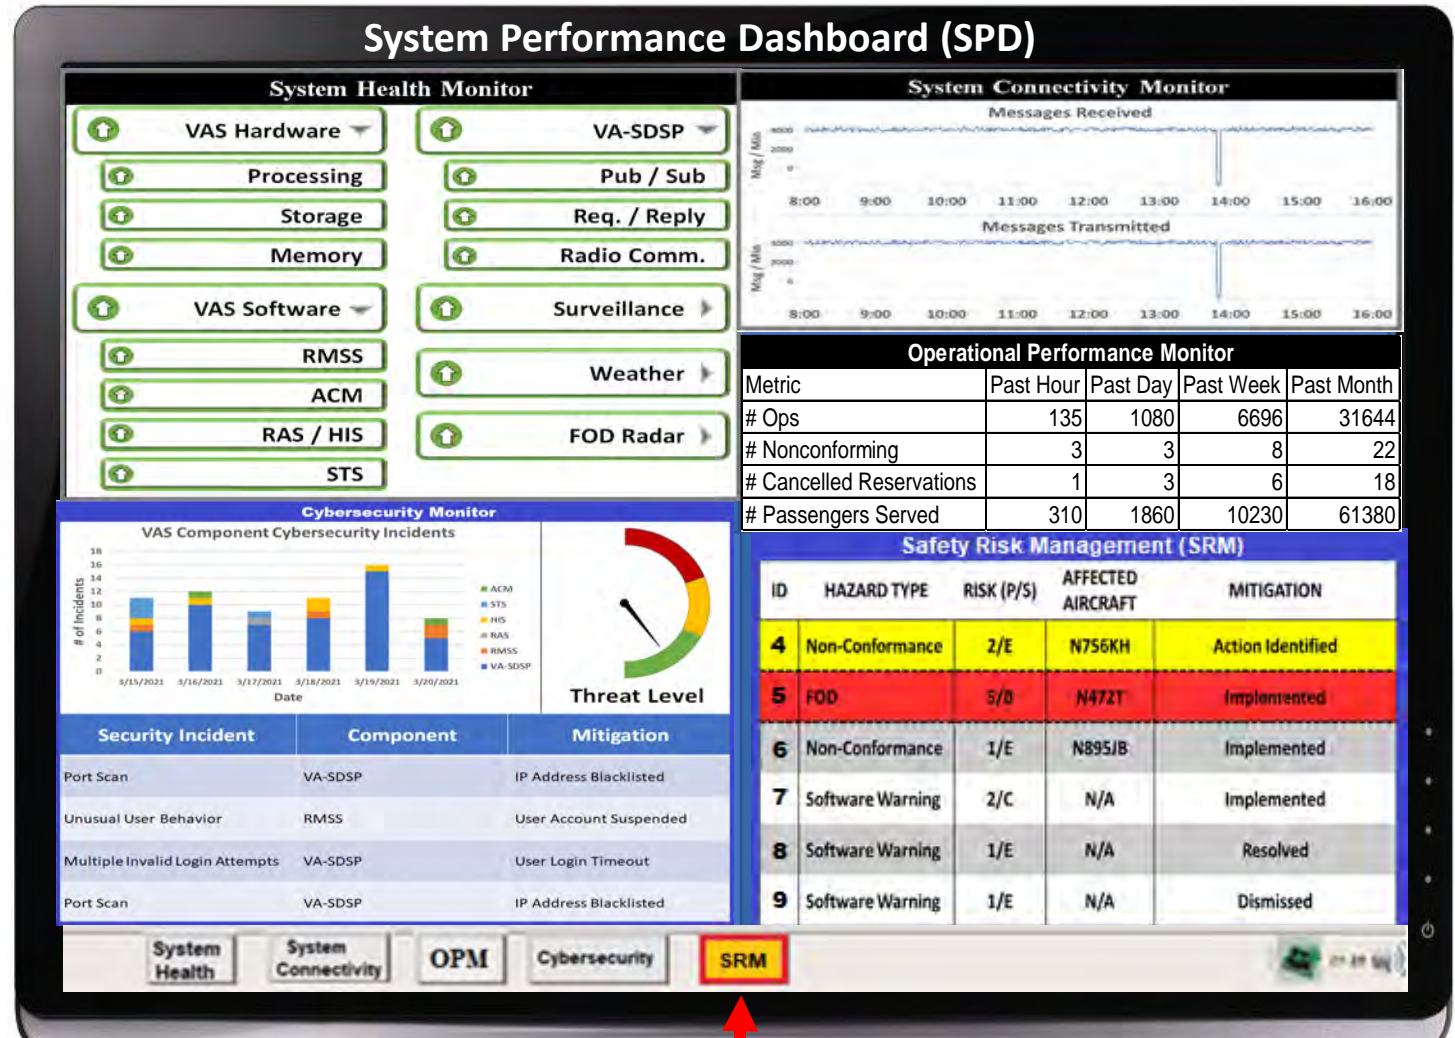 System Performance Dashboard (SPD)
System Health Monitor
VAS Hardware
Processing
Storage
Memory
VAS Software
RMSS
ACM
RAS / HIS
STS
VA-SDSP
Pub / Sub
Req. / Reply
Radio Comm.
Surveillance
Weather
FOD Radar
System Connectivity Monitor
Messages Received
Msg / Min
4000
2000
0
8:00 9:00 10:00 11:00 12:00 13:00 14:00 15:00 16:00
Messages Transmitted
Msg / Min
2000
0
8:00 9:00 10:00 11:00 12:00 13:00 14:00 15:00 16:00
Operational Performance Monitor
Metric Past Hour Past Day Past Week Past Month
# Ops 135 1080 6696 31644
# Nonconforming 3 3 8 22
# Cancelled Reservations 1 3 6 18
# Passengers Served 310 1860 10230 61380
Cybersecurity Monitor
VAS Component Cybersecurity Incidents
# of Incidents
18
16
14
12
10
8
6
4
2
0
3/15/2021 3/16/2021 3/17/2021 3/18/2021 3/19/2021 3/20/2021
Date
ACM
STS
HIS
RAS
RMSS
VA-SDSP
Threat Level
Security Incident Component Mitigation
Port Scan VA-SDSP IP Address Blacklisted
Unusual User Behavior RMSS User Account Suspended
Multiple Invalid Login Attempts VA-SDSP User Login Timeout
Port Scan VA-SDSP IP Address Blacklisted
Safety Risk Management (SRM)
ID HAZARD TYPE RISK (P/S) AFFECTED AIRCRAFT MITIGATION
4 Non-Conformance 2/E N756KH Action Identified
5 FOD N472T Implemented
6 Non-Conformance 1/E N895JB Implemented
7 Software Warning 2/C N/A Implemented
8 Software Warning 1/E N/A Resolved
9 Software Warning 1/E N/A Dismissed
System Health
System Connectivity
OPM
Cybersecurity
SRM